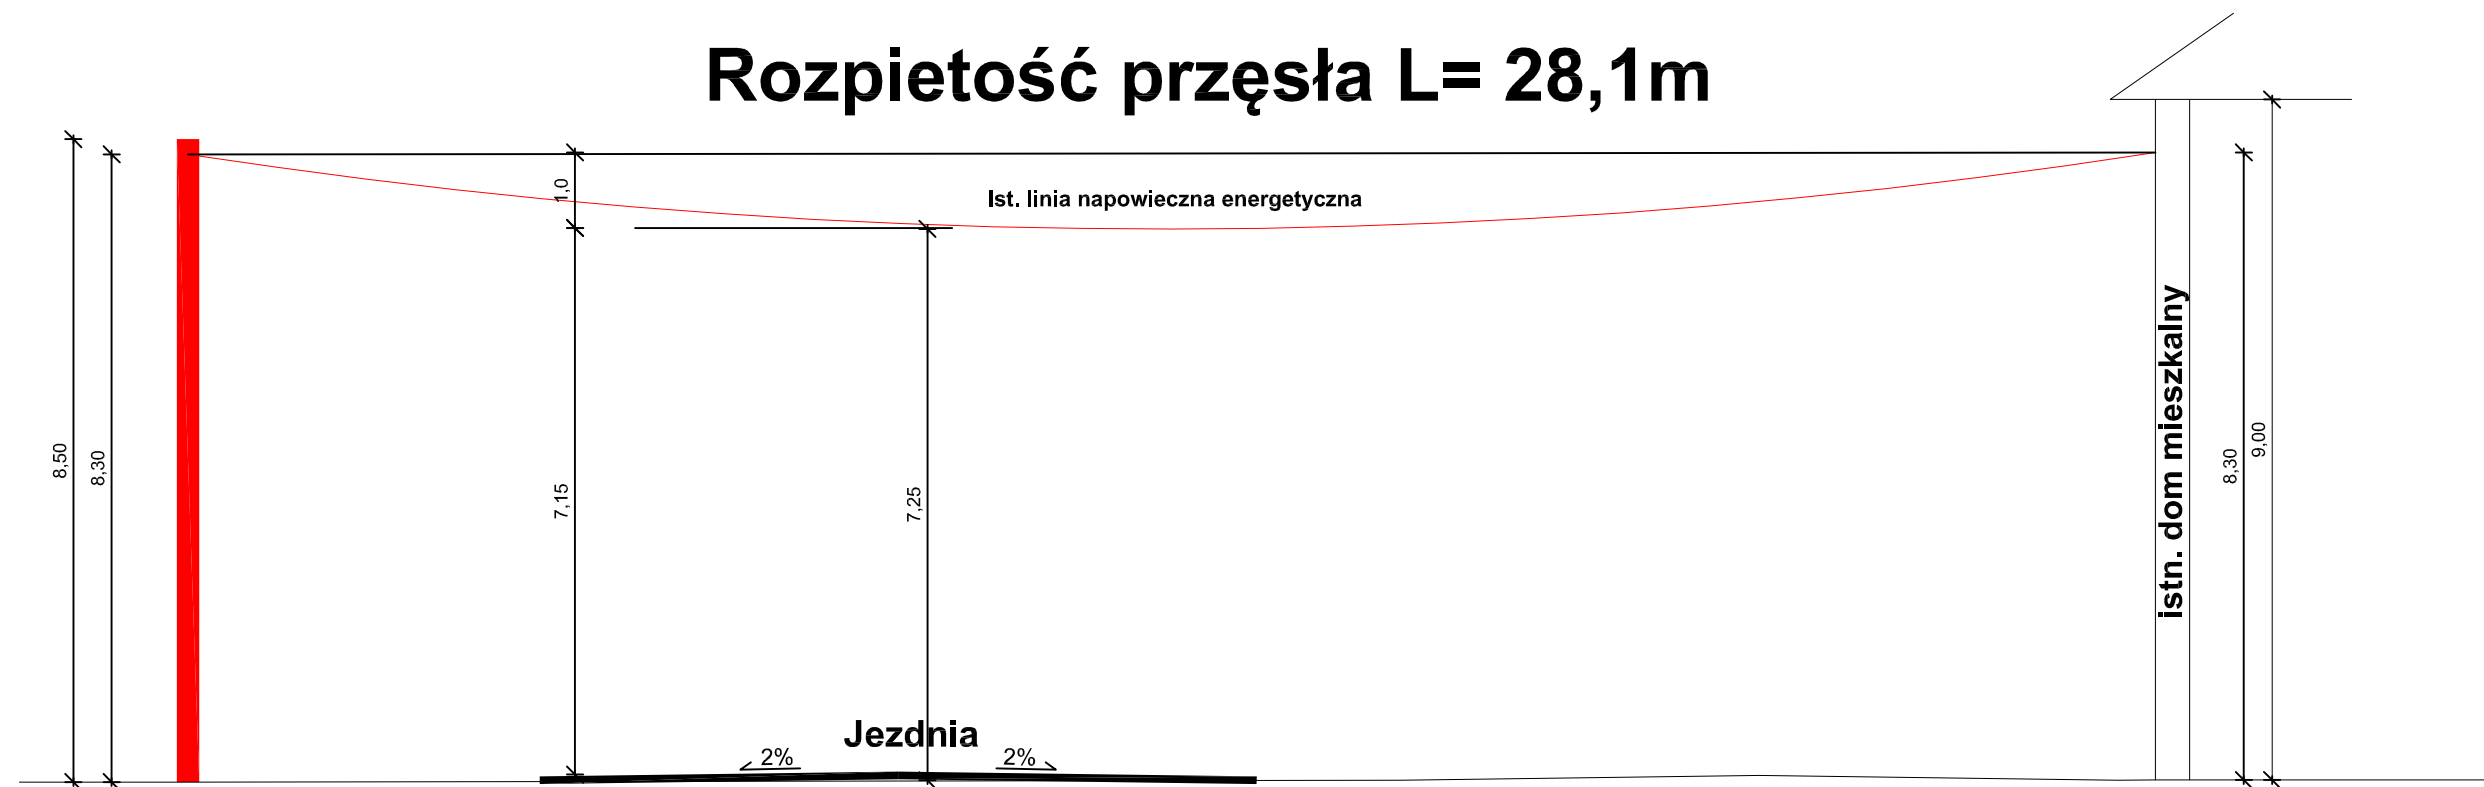 Rozpietość przęsła L= 28,1m
1,0
Ist. linia napowieczna energetyczna
8,50
8,30
7,15
7,25
istn. dom mieszkalny
8,30
9,00
Jezdnia
2%
2%